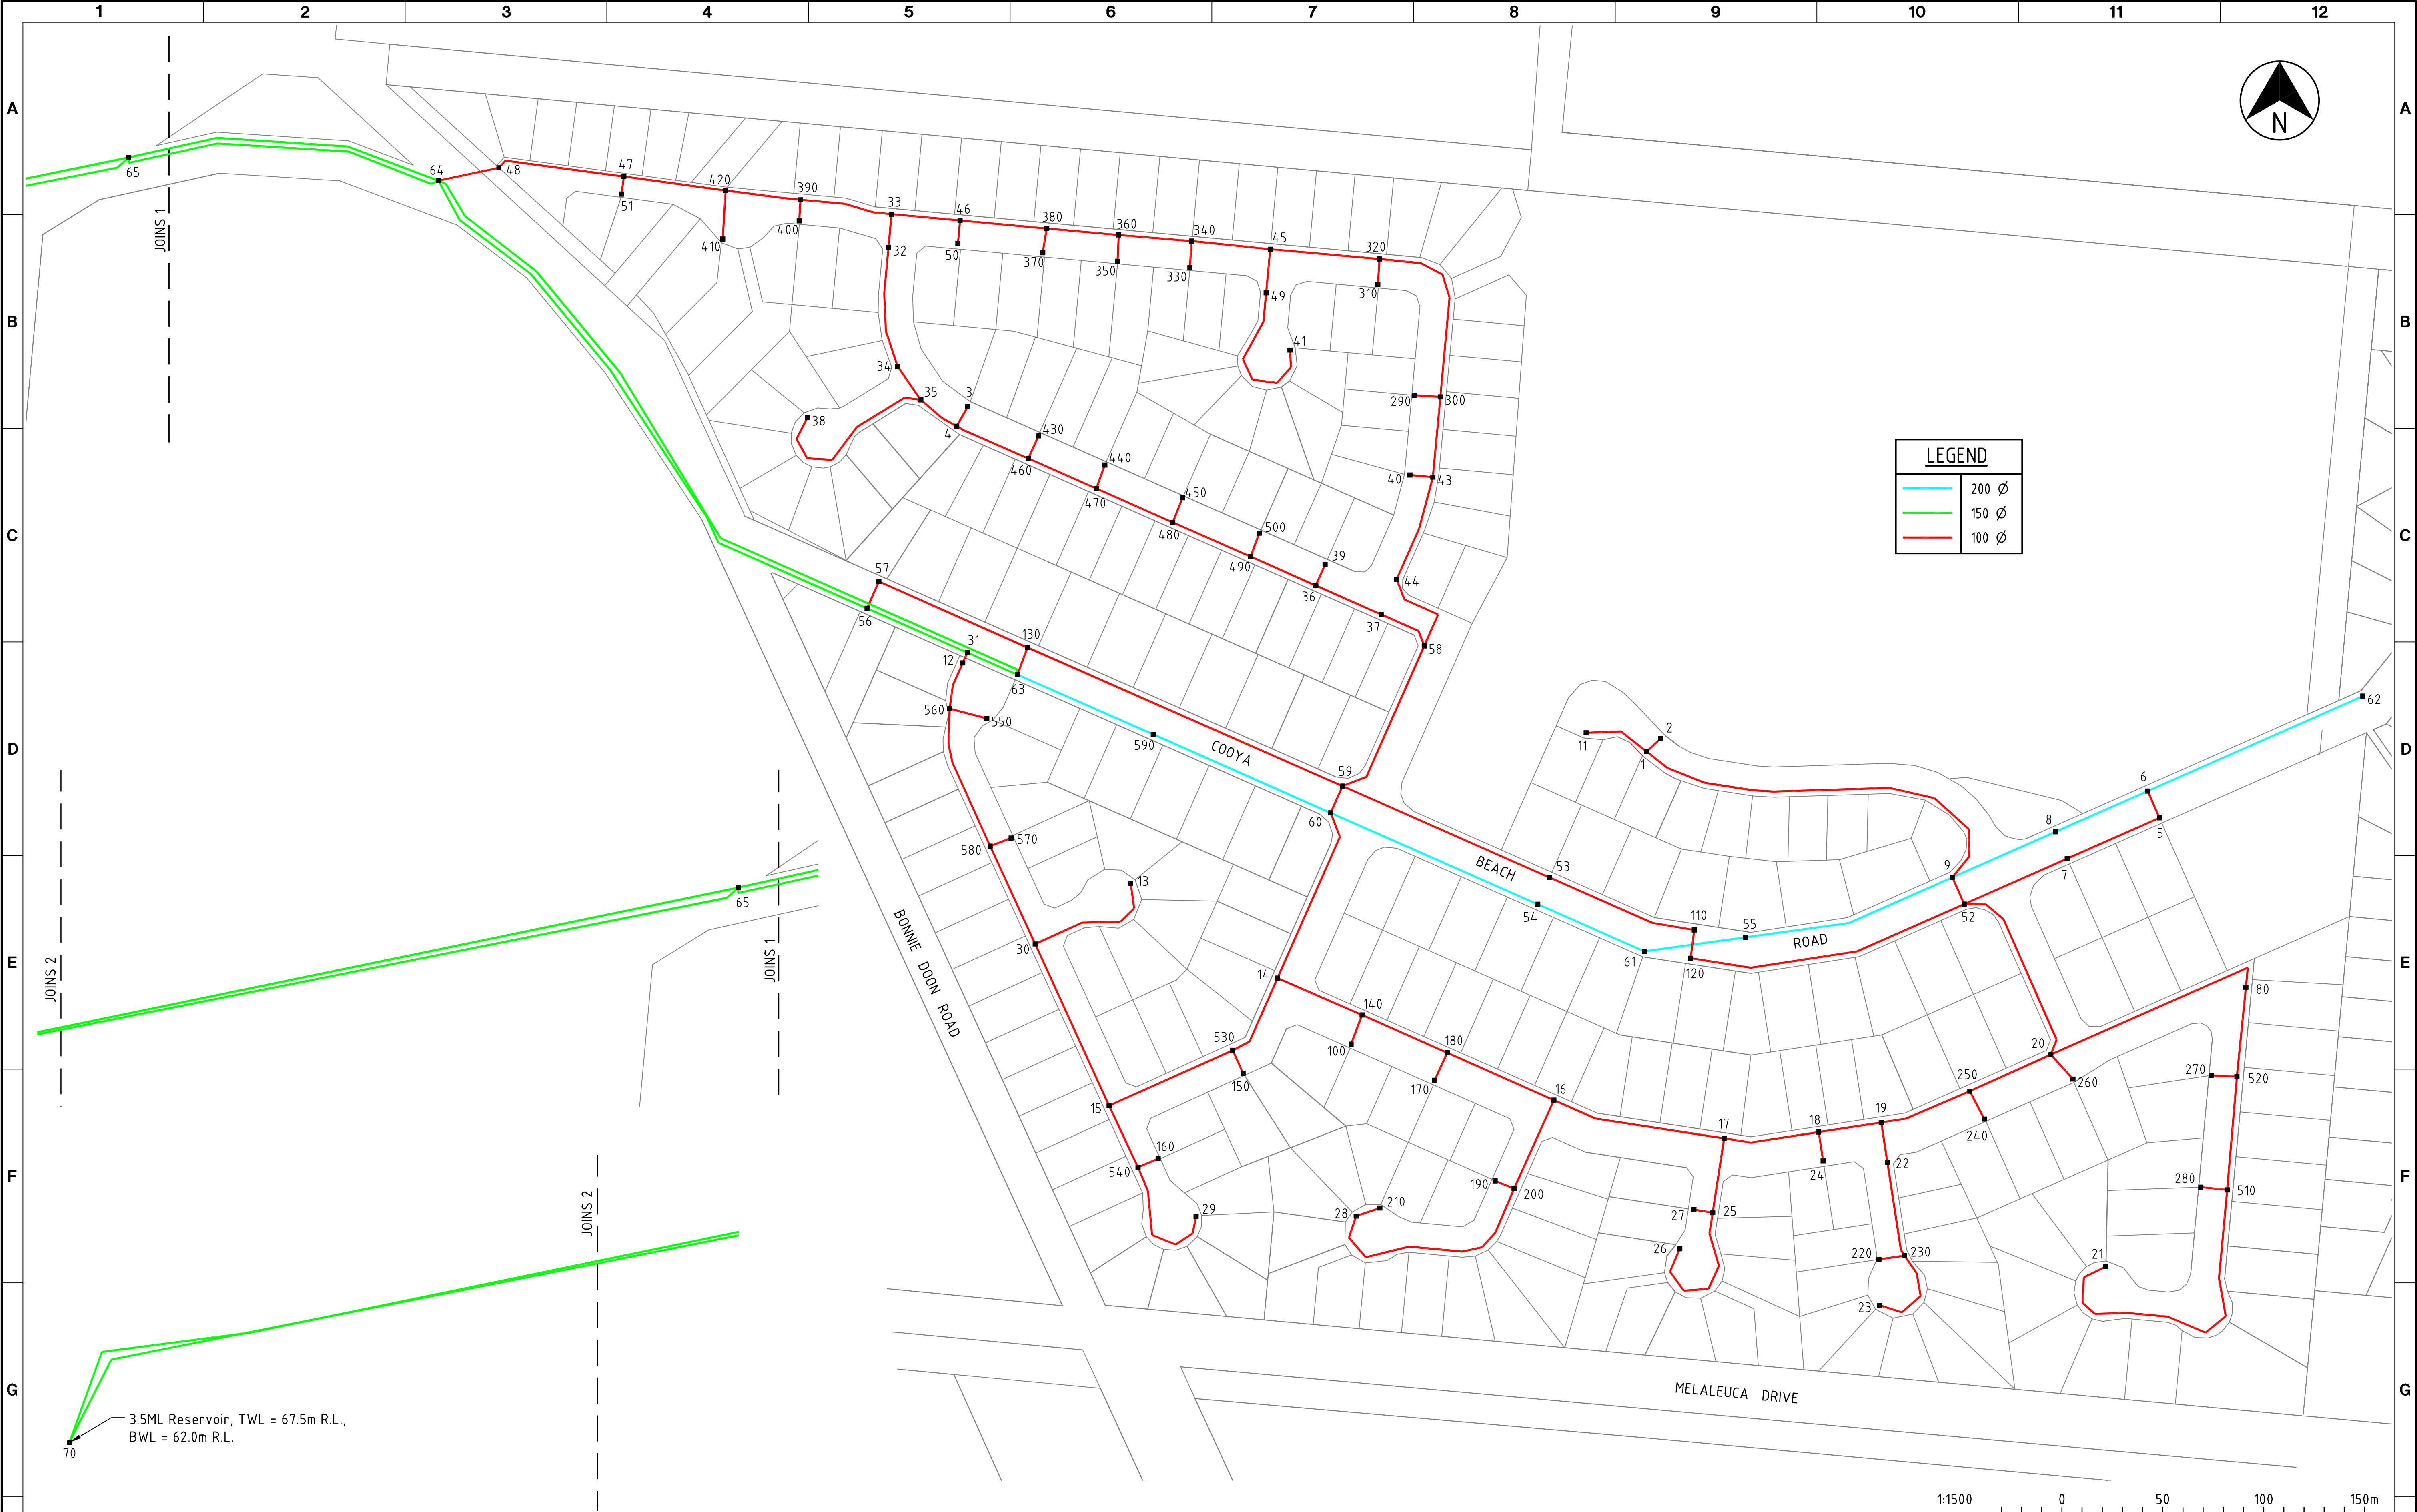 1 2 3 4 5 6 7 8 9 10 11 12
A A
N
65 64 48 47 420 390 33 46 380 360 340 45 320
51 410 400 32 50 370 350 330 49 310
JOINS 1
B B
34 35 3 41 290 300
38 4 430
460 440 40 43
LEGEND
200 Ø
150 Ø
100 Ø
470 450
480 500
C C
490 39
57 36 44
56 37
31 130 58
12 63
560 550 590 COOYA 11 2 62
D D
1
59 6
60 8 5
570
580 BEACH 53 9 7
13
65 54 52
BONNIE DOON ROAD
110 55
ROAD
JOINS 2 JOINS 1
E E
30 61 120
14 80
140
530 100 180 20
150 170 250 260 270 520
15 16
17 18 19 240
160
F F
540 24 22
190 200 280 510
JOINS 2
29 28 210 27 25
26 220 230 21
23
G G
MELALEUCA DRIVE
3.5ML Reservoir, TWL = 67.5m R.L.,
BWL = 62.0m R.L.
70
1:1500 0 50 100 150m